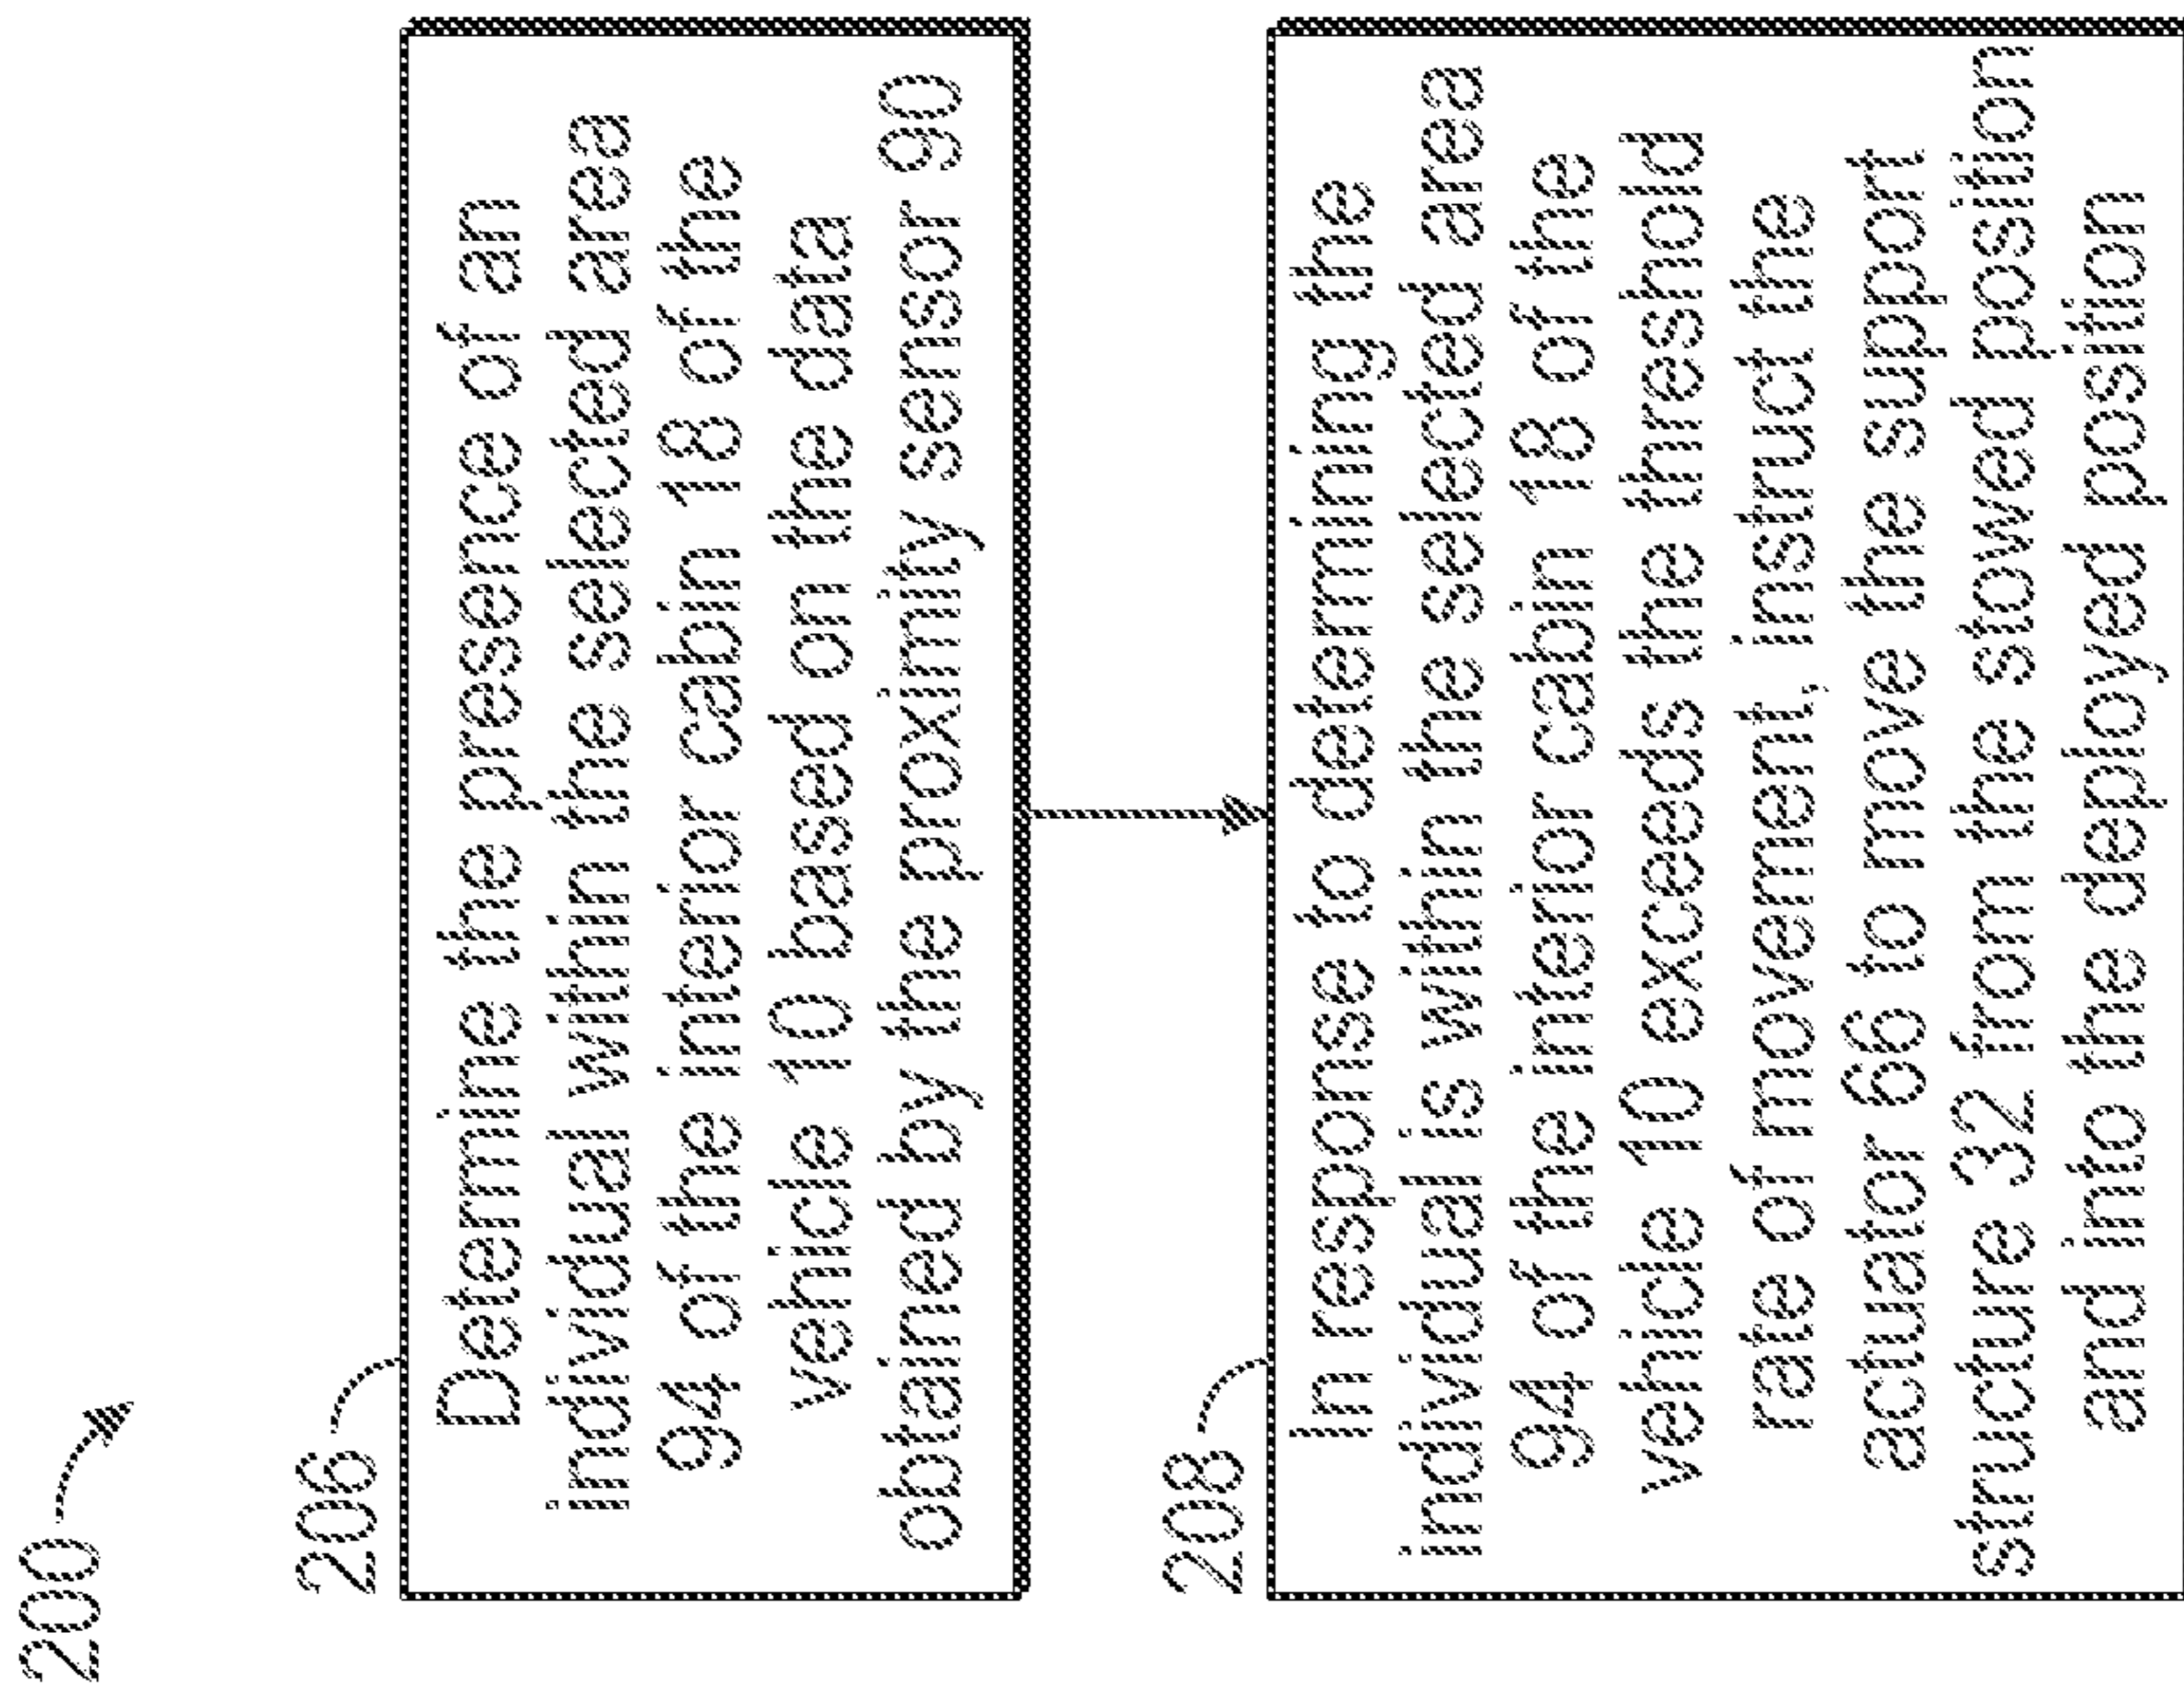 200
206
Determine the presence of an
individual within the selected area
94 of the interior cabin 18 of the
vehicle 10 based on the data
obtained by the proximity sensor 90
208
In response to determining the
individual is within the selected area
94 of the interior cabin 18 of the
vehicle 10 exceeds the threshold
rate of movement, instruct the
actuator 66 to move the support
structure 32 from the stowed position
and into the deployed position